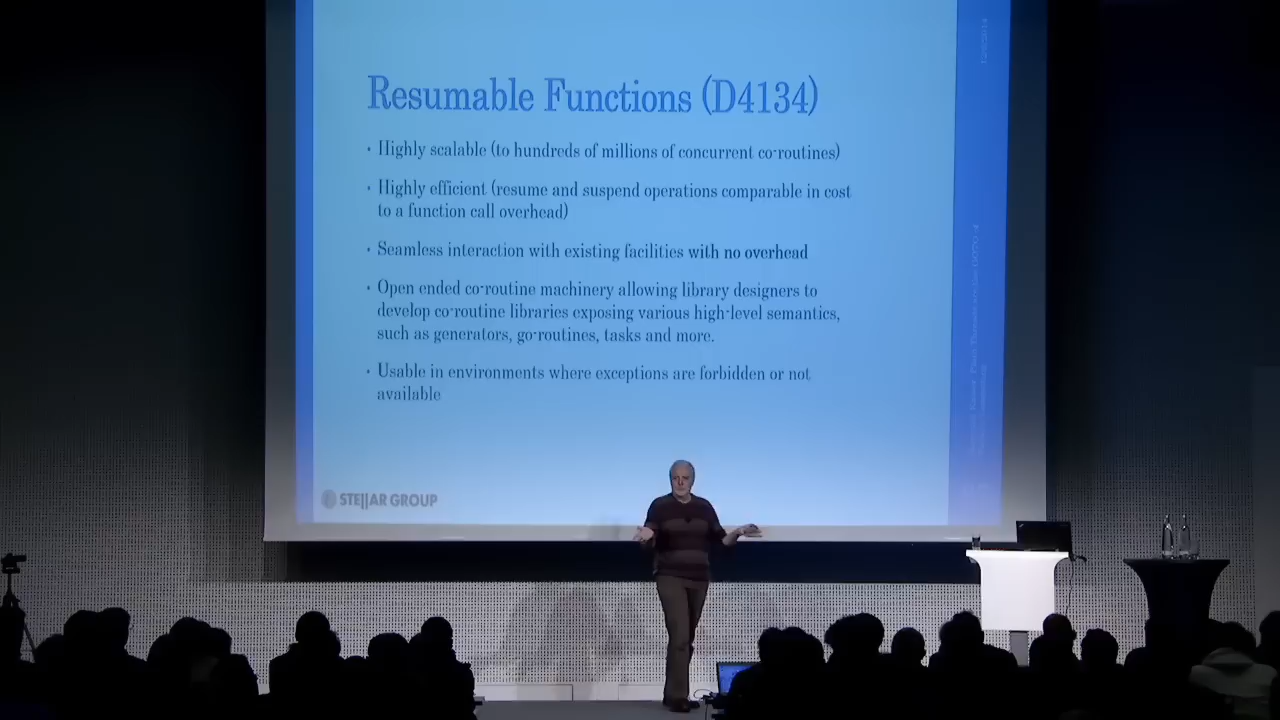 Resumable Functions (D4134)
• Highly scalable (to hundreds of millions of concurrent co-routines)
• Highly efficient (resume and suspend operations comparable in cost
to a function call overhead)
• Seamless interaction with existing facilities with no overhead
• Open ended co-routine machinery allowing library designers to
develop co-routine libraries exposing various high-level semantics,
such as generators, go-routines, tasks and more.
• Usable in environments where exceptions are forbidden or not
available
STE||AR GROUP